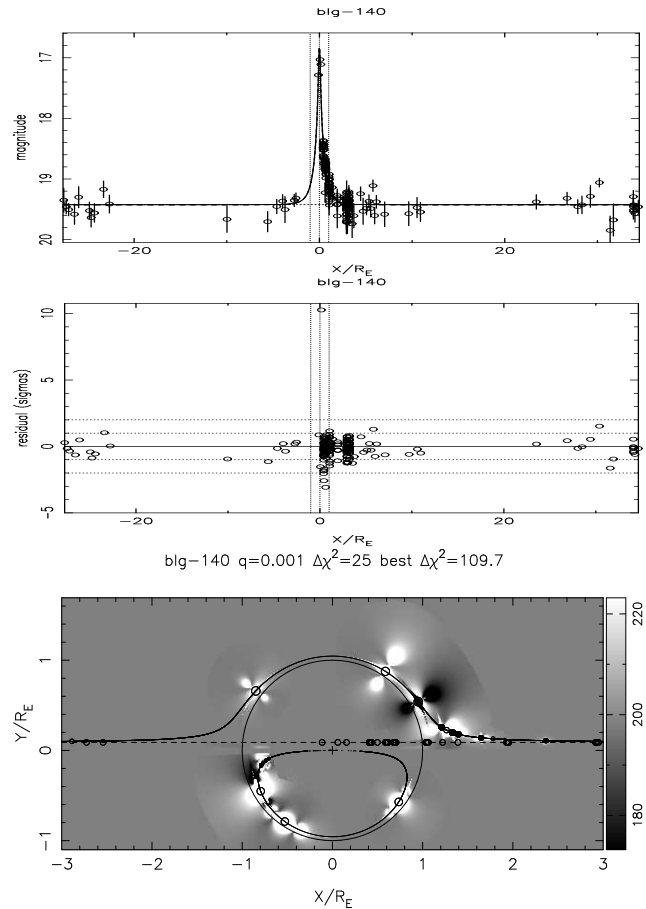 blg-140
magnitude
17
18
19
20
−20 0 20
X/R_E
blg-140
residual (sigmas)
10
5
0
−5
−20 0 20
X/R_E
blg-140 q=0.001 Δχ²=25 best Δχ²=109.7
Y/R_E
1
0
−1
−3 −2 −1 0 1 2 3
X/R_E
220
200
180